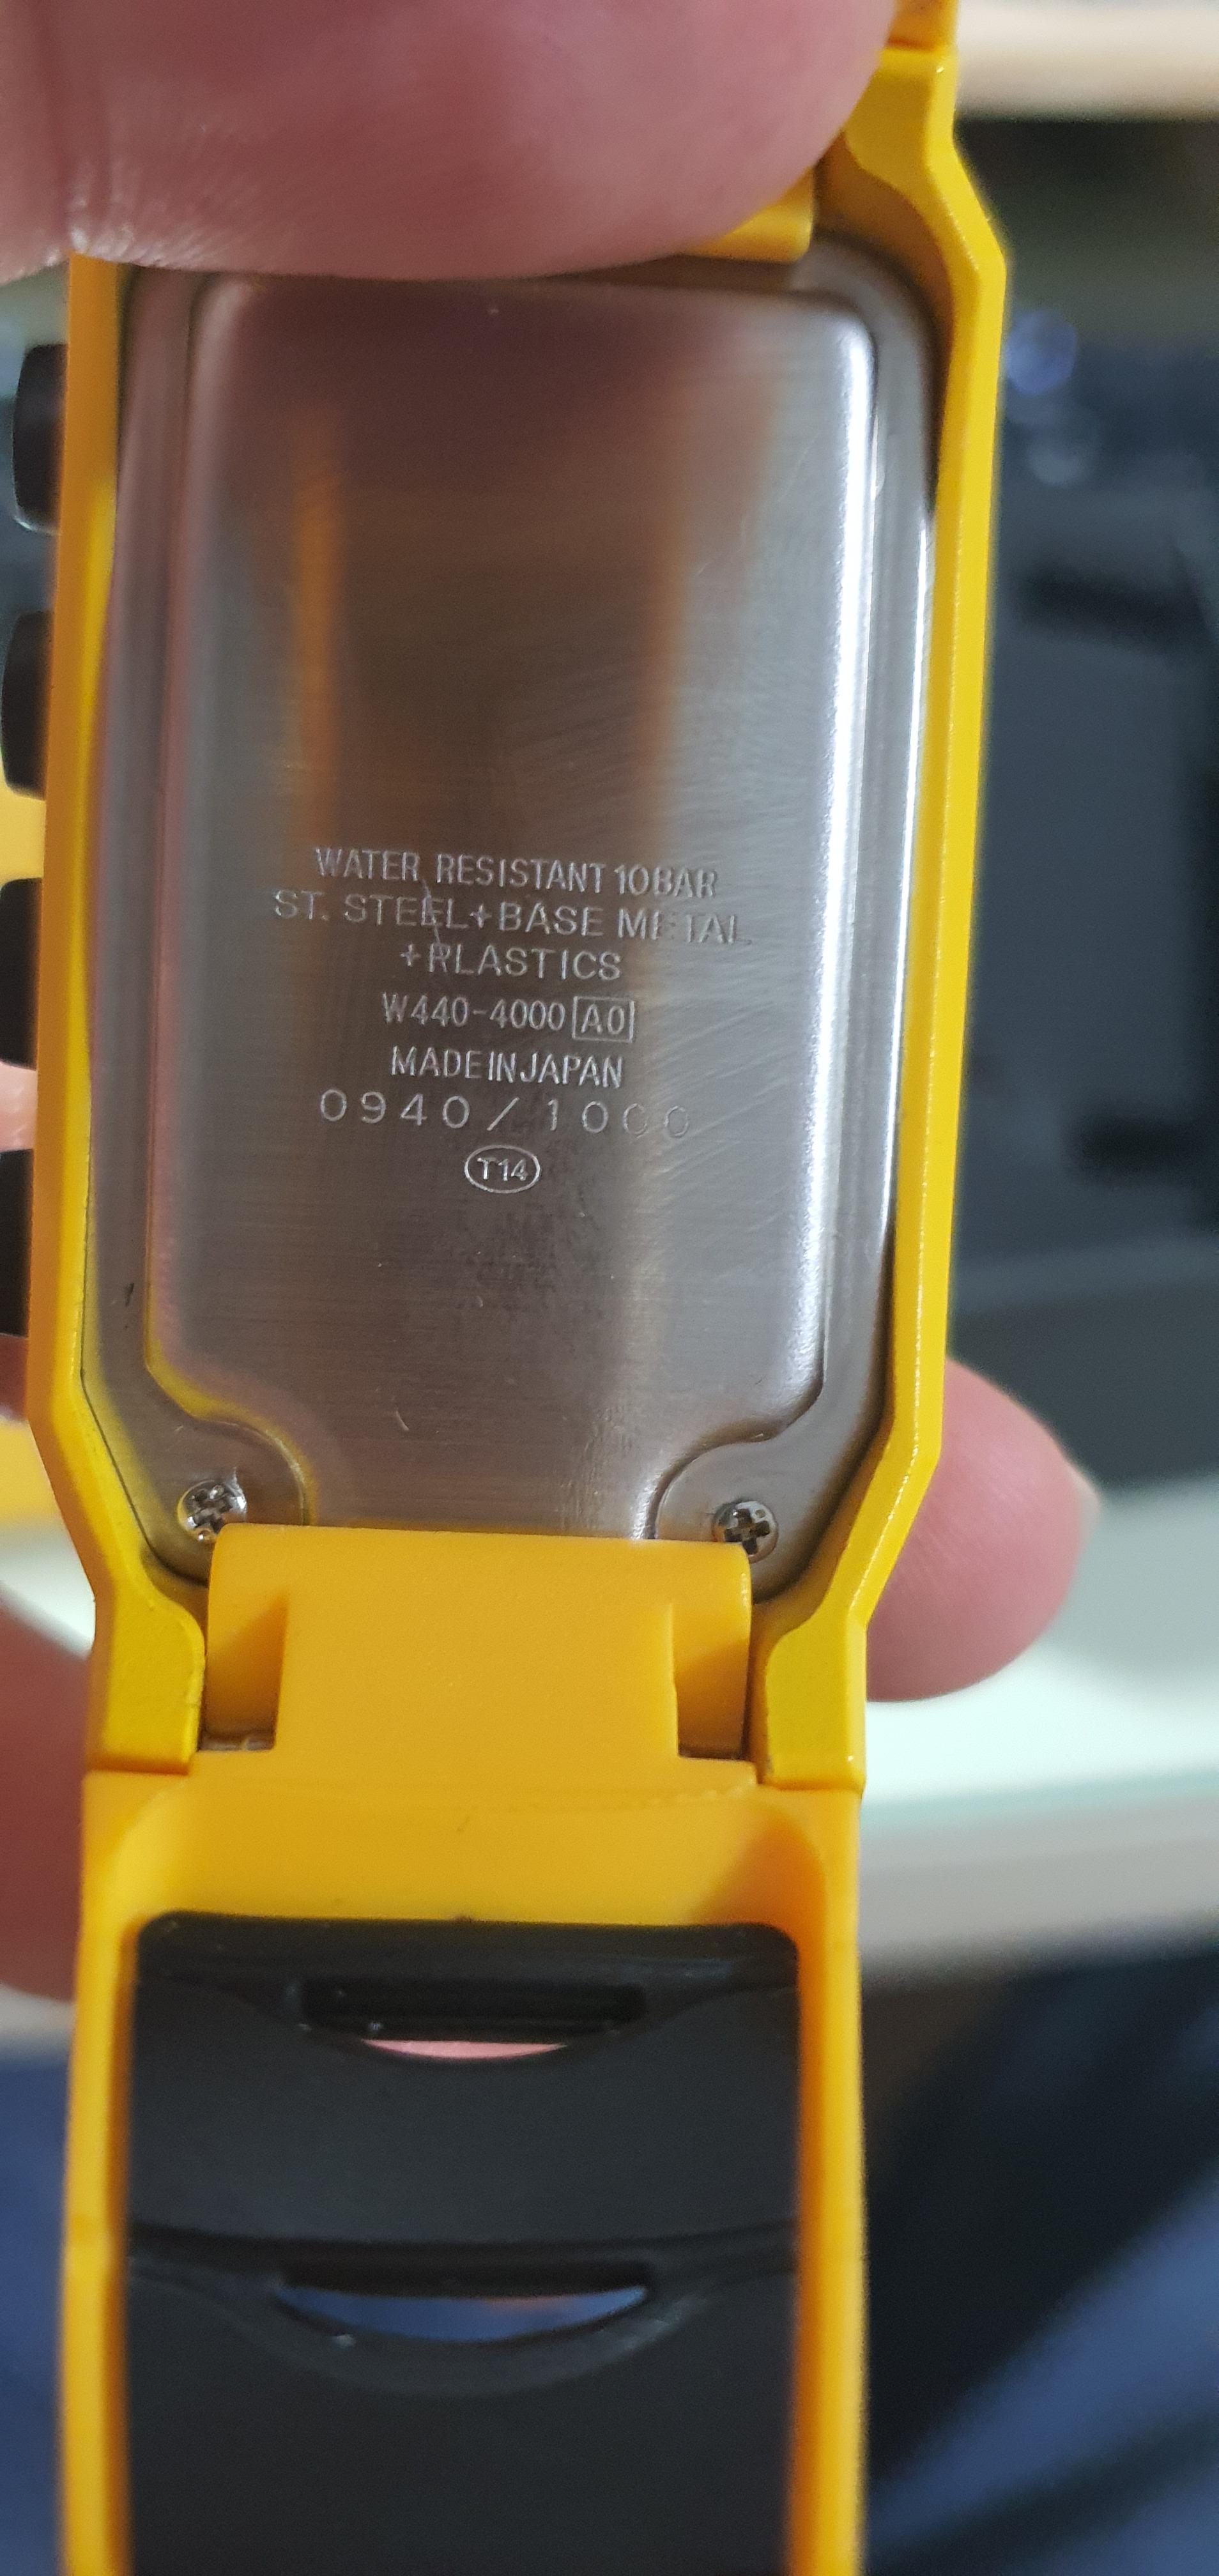 WATER RESISTANT 10BAR
ST. STEEL+BASE METAL
+PLASTICS
W440-4000 A0
MADE IN JAPAN
0940/1000
T14